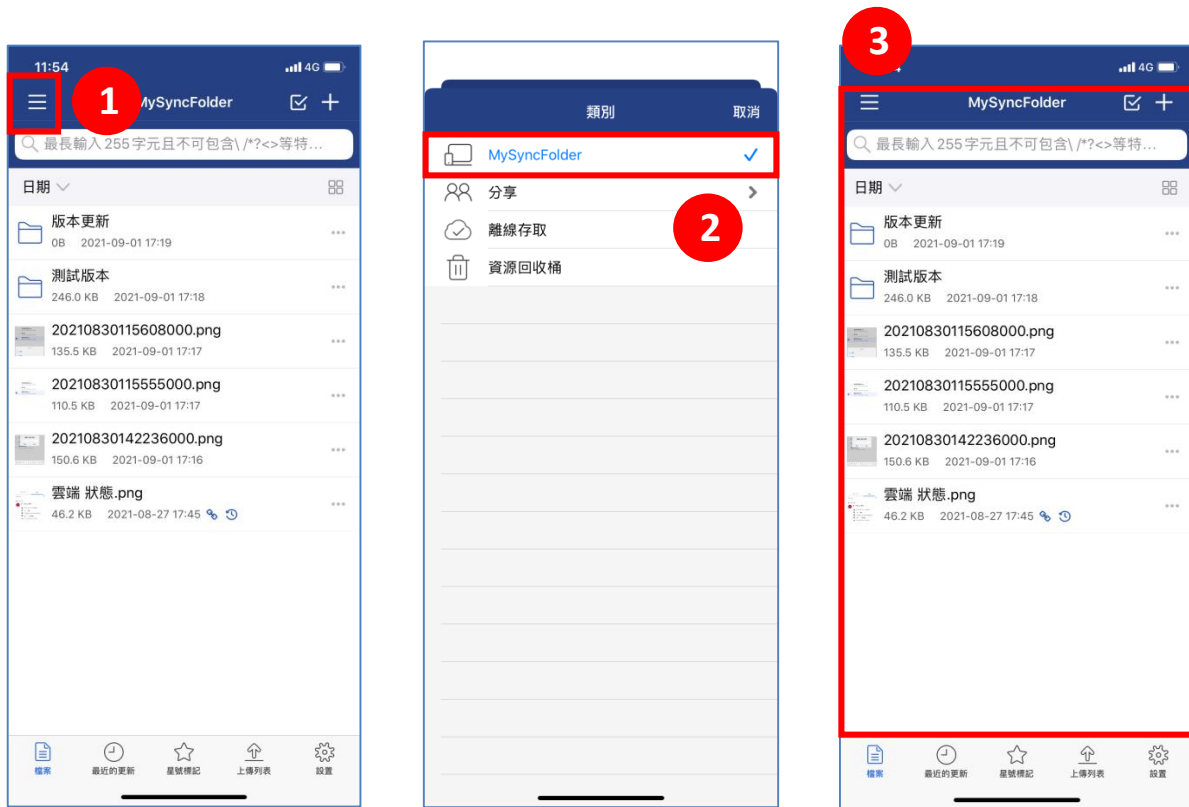 11:54
4G
1
MySyncFolder
最長輸入255字元且不可包含\ /*?<>等特...
日期
版本更新
0B 2021-09-01 17:19
測試版本
246.0 KB 2021-09-01 17:18
20210830115608000.png
135.5 KB 2021-09-01 17:17
20210830115555000.png
110.5 KB 2021-09-01 17:17
20210830142236000.png
150.6 KB 2021-09-01 17:16
雲端 狀態.png
46.2 KB 2021-08-27 17:45
檔案 最近的更新 星號標記 上傳列表 設置
類別 取消
MySyncFolder
分享
2
離線存取
資源回收桶
3
4G
MySyncFolder
最長輸入255字元且不可包含\ /*?<>等特...
日期
版本更新
0B 2021-09-01 17:19
測試版本
246.0 KB 2021-09-01 17:18
20210830115608000.png
135.5 KB 2021-09-01 17:17
20210830115555000.png
110.5 KB 2021-09-01 17:17
20210830142236000.png
150.6 KB 2021-09-01 17:16
雲端 狀態.png
46.2 KB 2021-08-27 17:45
檔案 最近的更新 星號標記 上傳列表 設置